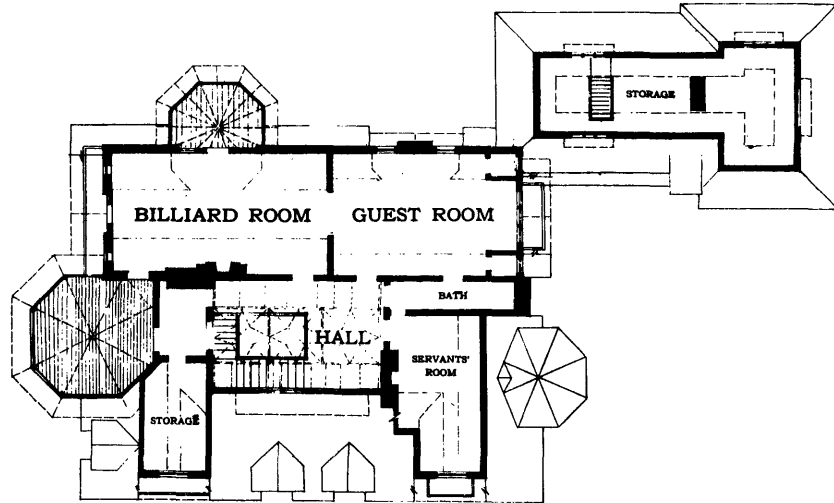 STORAGE
BILLIARD ROOM
GUEST ROOM
BATH
HALL
SERVANTS'
ROOM
STORAGE